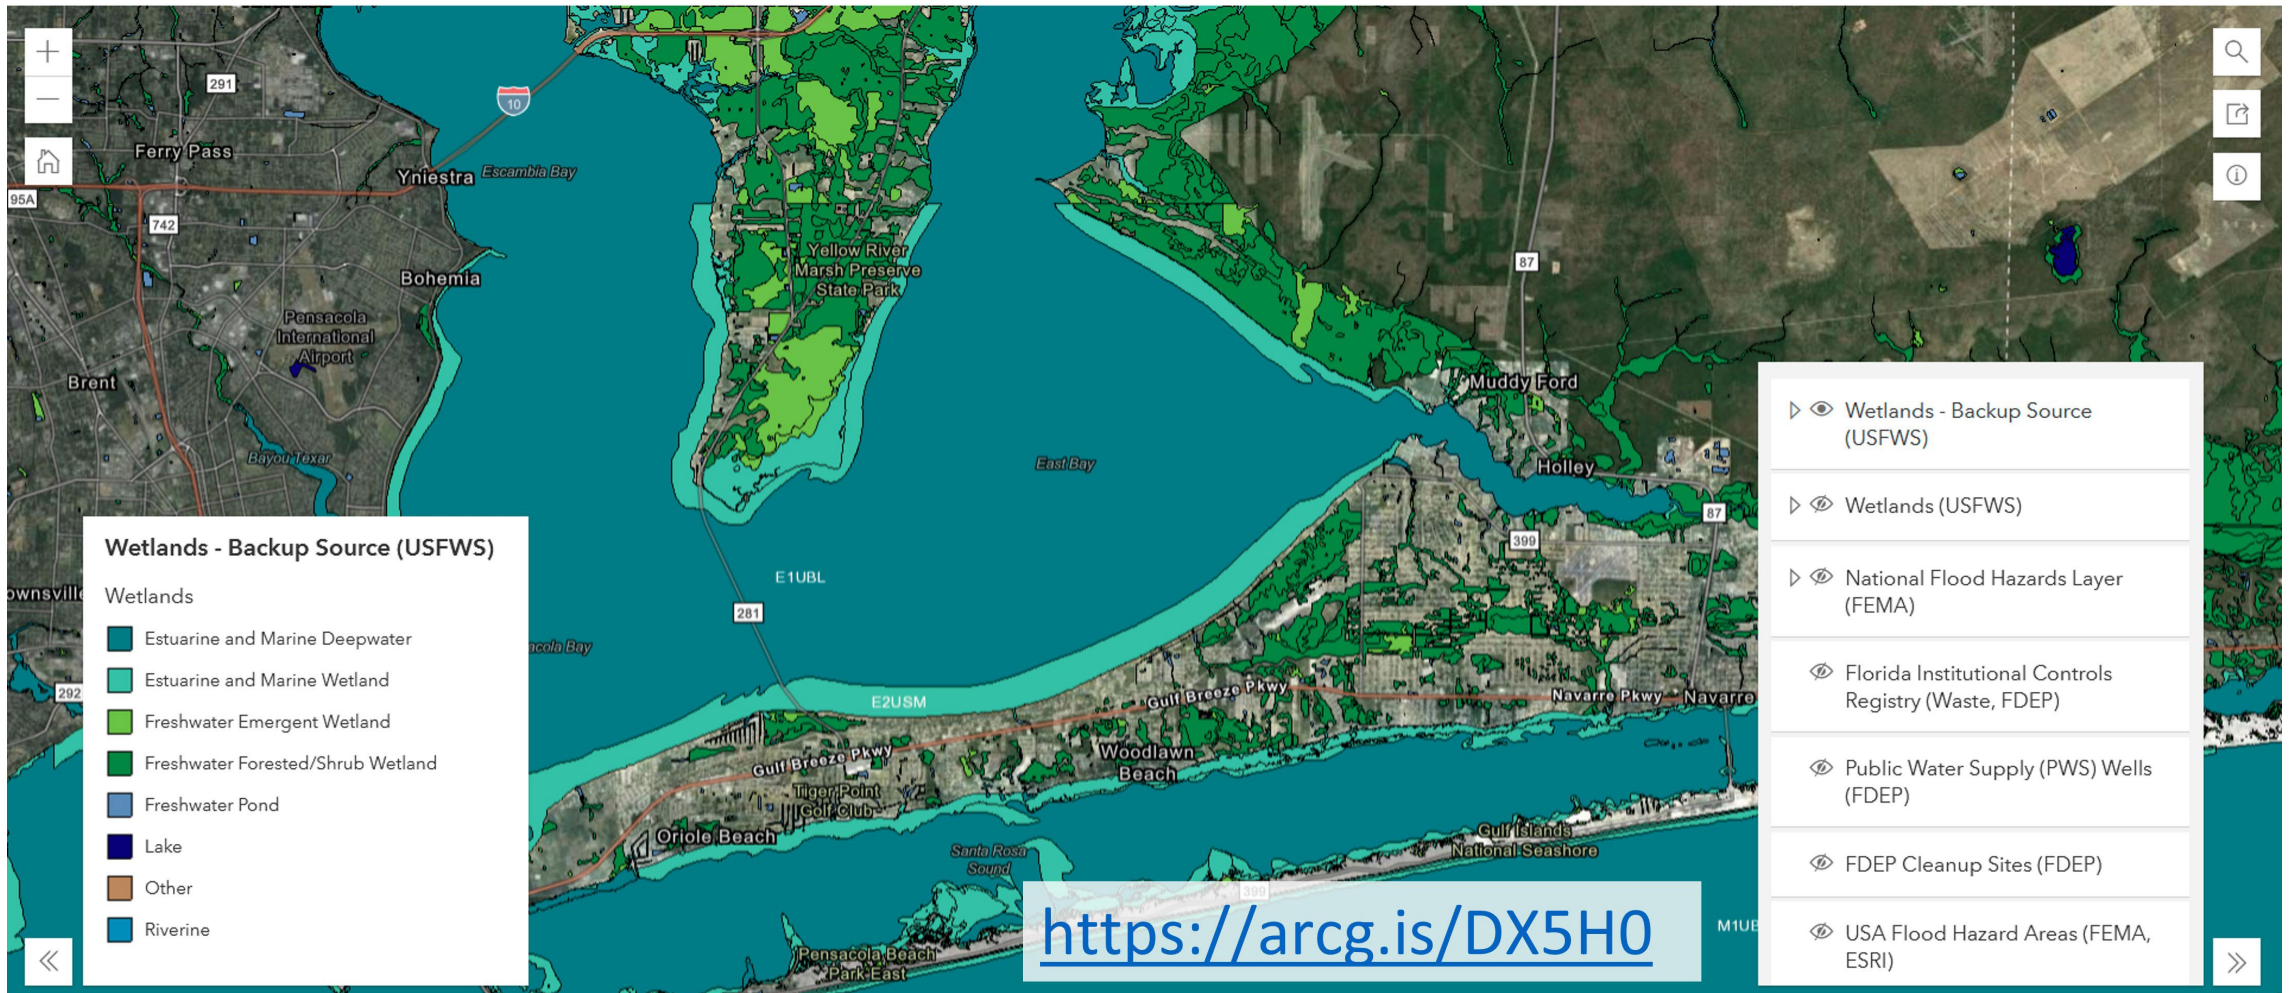 291
10
Ferry Pass
Yniestra
Escambia Bay
95A
742
Yellow River
Marsh Preserve
State Park
87
Bohemia
Pensacola
International
Airport
Brent
Muddy Ford
Bayou Texar
East Bay
Holley
87
399
E1UBL
281
ownsville
acola Bay
292
E2USM
Gulf Breeze Pkwy
Navarre Pkwy
Navarre
Gulf Breeze Pkwy
Woodlawn
Beach
Tiger Point
Golf Club
Oriole Beach
Santa Rosa
Sound
Gulf Islands
National Seashore
399
M1UB
Pensacola Beach
Park East
Wetlands - Backup Source (USFWS)
Wetlands
Estuarine and Marine Deepwater
Estuarine and Marine Wetland
Freshwater Emergent Wetland
Freshwater Forested/Shrub Wetland
Freshwater Pond
Lake
Other
Riverine
https://arcg.is/DX5H0
Wetlands - Backup Source
(USFWS)
Wetlands (USFWS)
National Flood Hazards Layer
(FEMA)
Florida Institutional Controls
Registry (Waste, FDEP)
Public Water Supply (PWS) Wells
(FDEP)
FDEP Cleanup Sites (FDEP)
USA Flood Hazard Areas (FEMA,
ESRI)